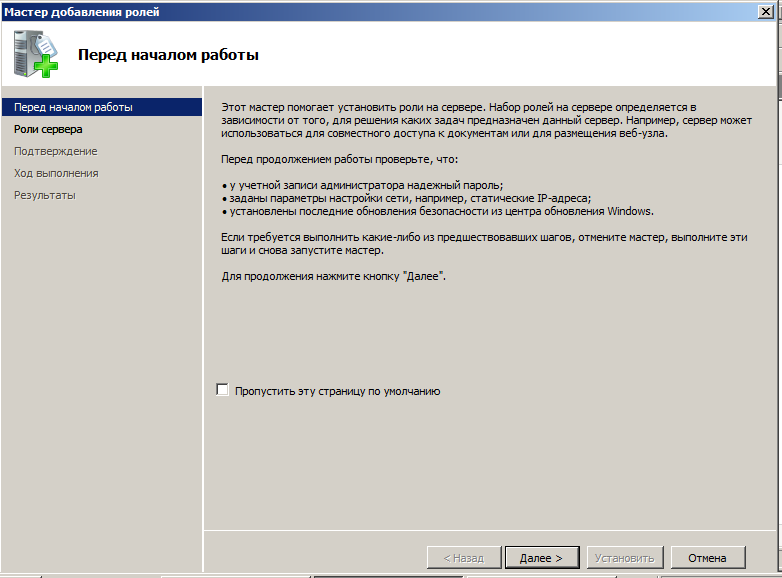 Мастер добавления ролей
Перед началом работы
Перед началом работы
Роли сервера
Подтверждение
Ход выполнения
Результаты
Этот мастер помогает установить роли на сервере. Набор ролей на сервере определяется в
зависимости от того, для решения каких задач предназначен данный сервер. Например, сервер может
использоваться для совместного доступа к документам или для размещения веб-узла.
Перед продолжением работы проверьте, что:
• у учетной записи администратора надежный пароль;
• заданы параметры настройки сети, например, статические IP-адреса;
• установлены последние обновления безопасности из центра обновления Windows.
Если требуется выполнить какие-либо из предшествовавших шагов, отмените мастер, выполните эти
шаги и снова запустите мастер.
Для продолжения нажмите кнопку "Далее".
Пропустить эту страницу по умолчанию
< Назад
Далее >
Установить
Отмена